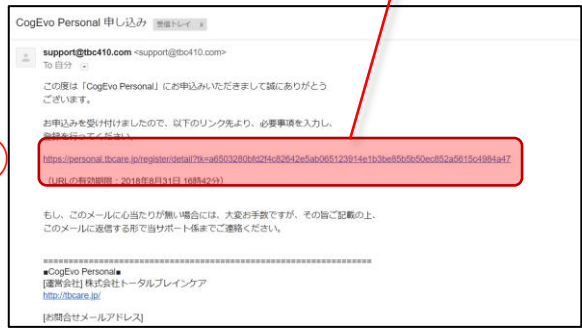 CogEvo Personal 申し込み 受信トレイ x
support@tbc410.com <support@tbc410.com>
To 自分
この度は「CogEvo Personal」にお申込みいただきまして誠にありがとう
ございます。
お申込みを受け付けましたので、以下のリンク先より、必要事項を入力し、
登録を行ってください。
https://personal.tbcare.jp/register/detail?tk=a6503280bfd2f4c82642e5ab065123914e1b3be85b5b50ec852a5615c4984a47
(URLの有効期限:2018年8月31日 16時42分)
もし、このメールに心当たりが無い場合には、大変お手数ですが、その旨ご記載の上、
このメールに返信する形で当サポート係までご連絡ください。
==================================================================
■CogEvo Personal■
[運営会社] 株式会社トータルブレインケア
http://tbcare.jp/
[お問合せメールアドレス]